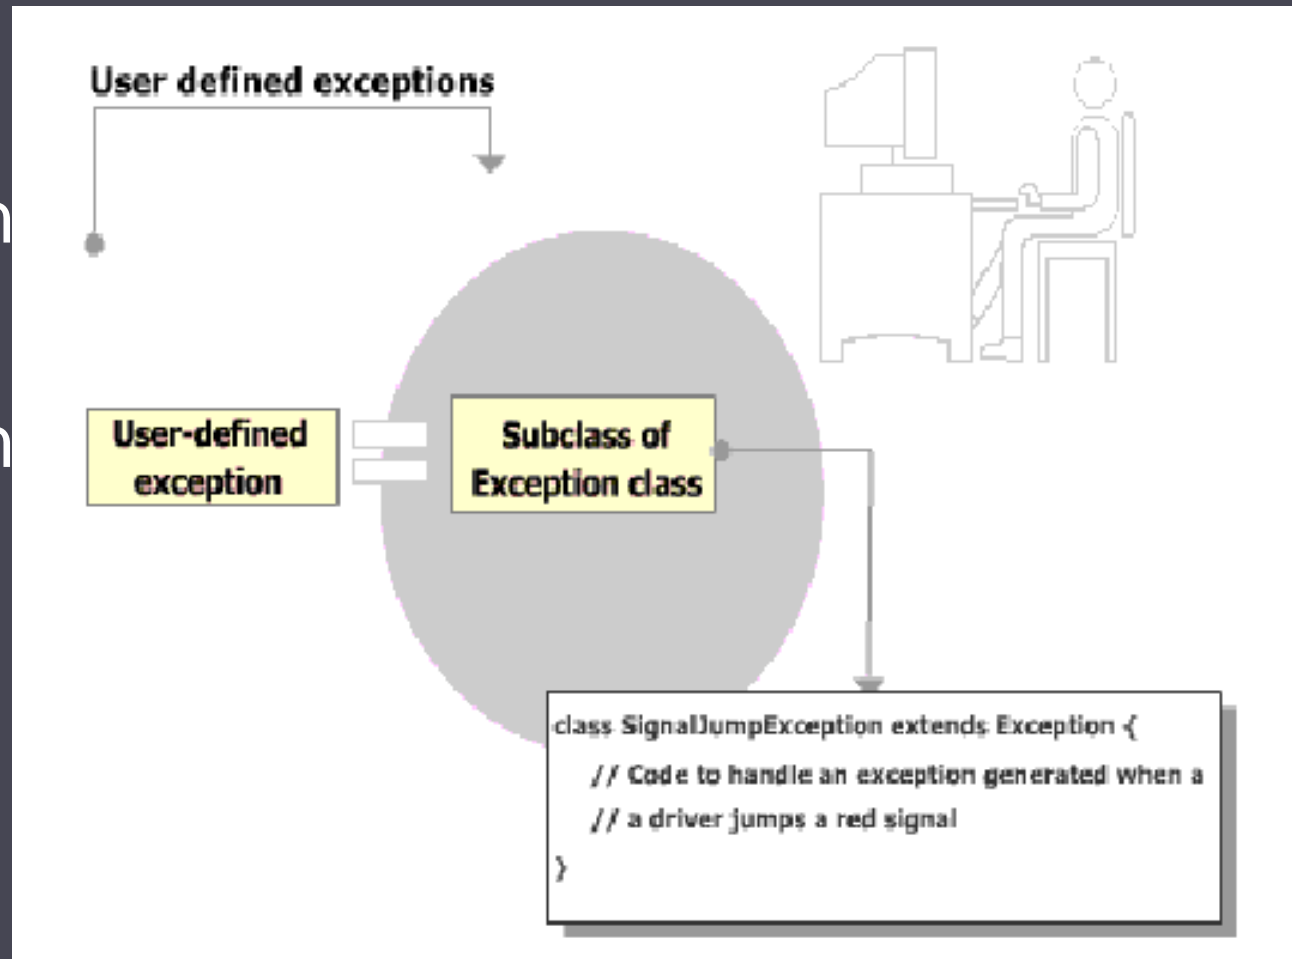 User defined exceptions
User-defined
exception
Subclass of
Exception class
class SignalJumpException extends Exception {
// Code to handle an exception generated when a
// a driver jumps a red signal
}